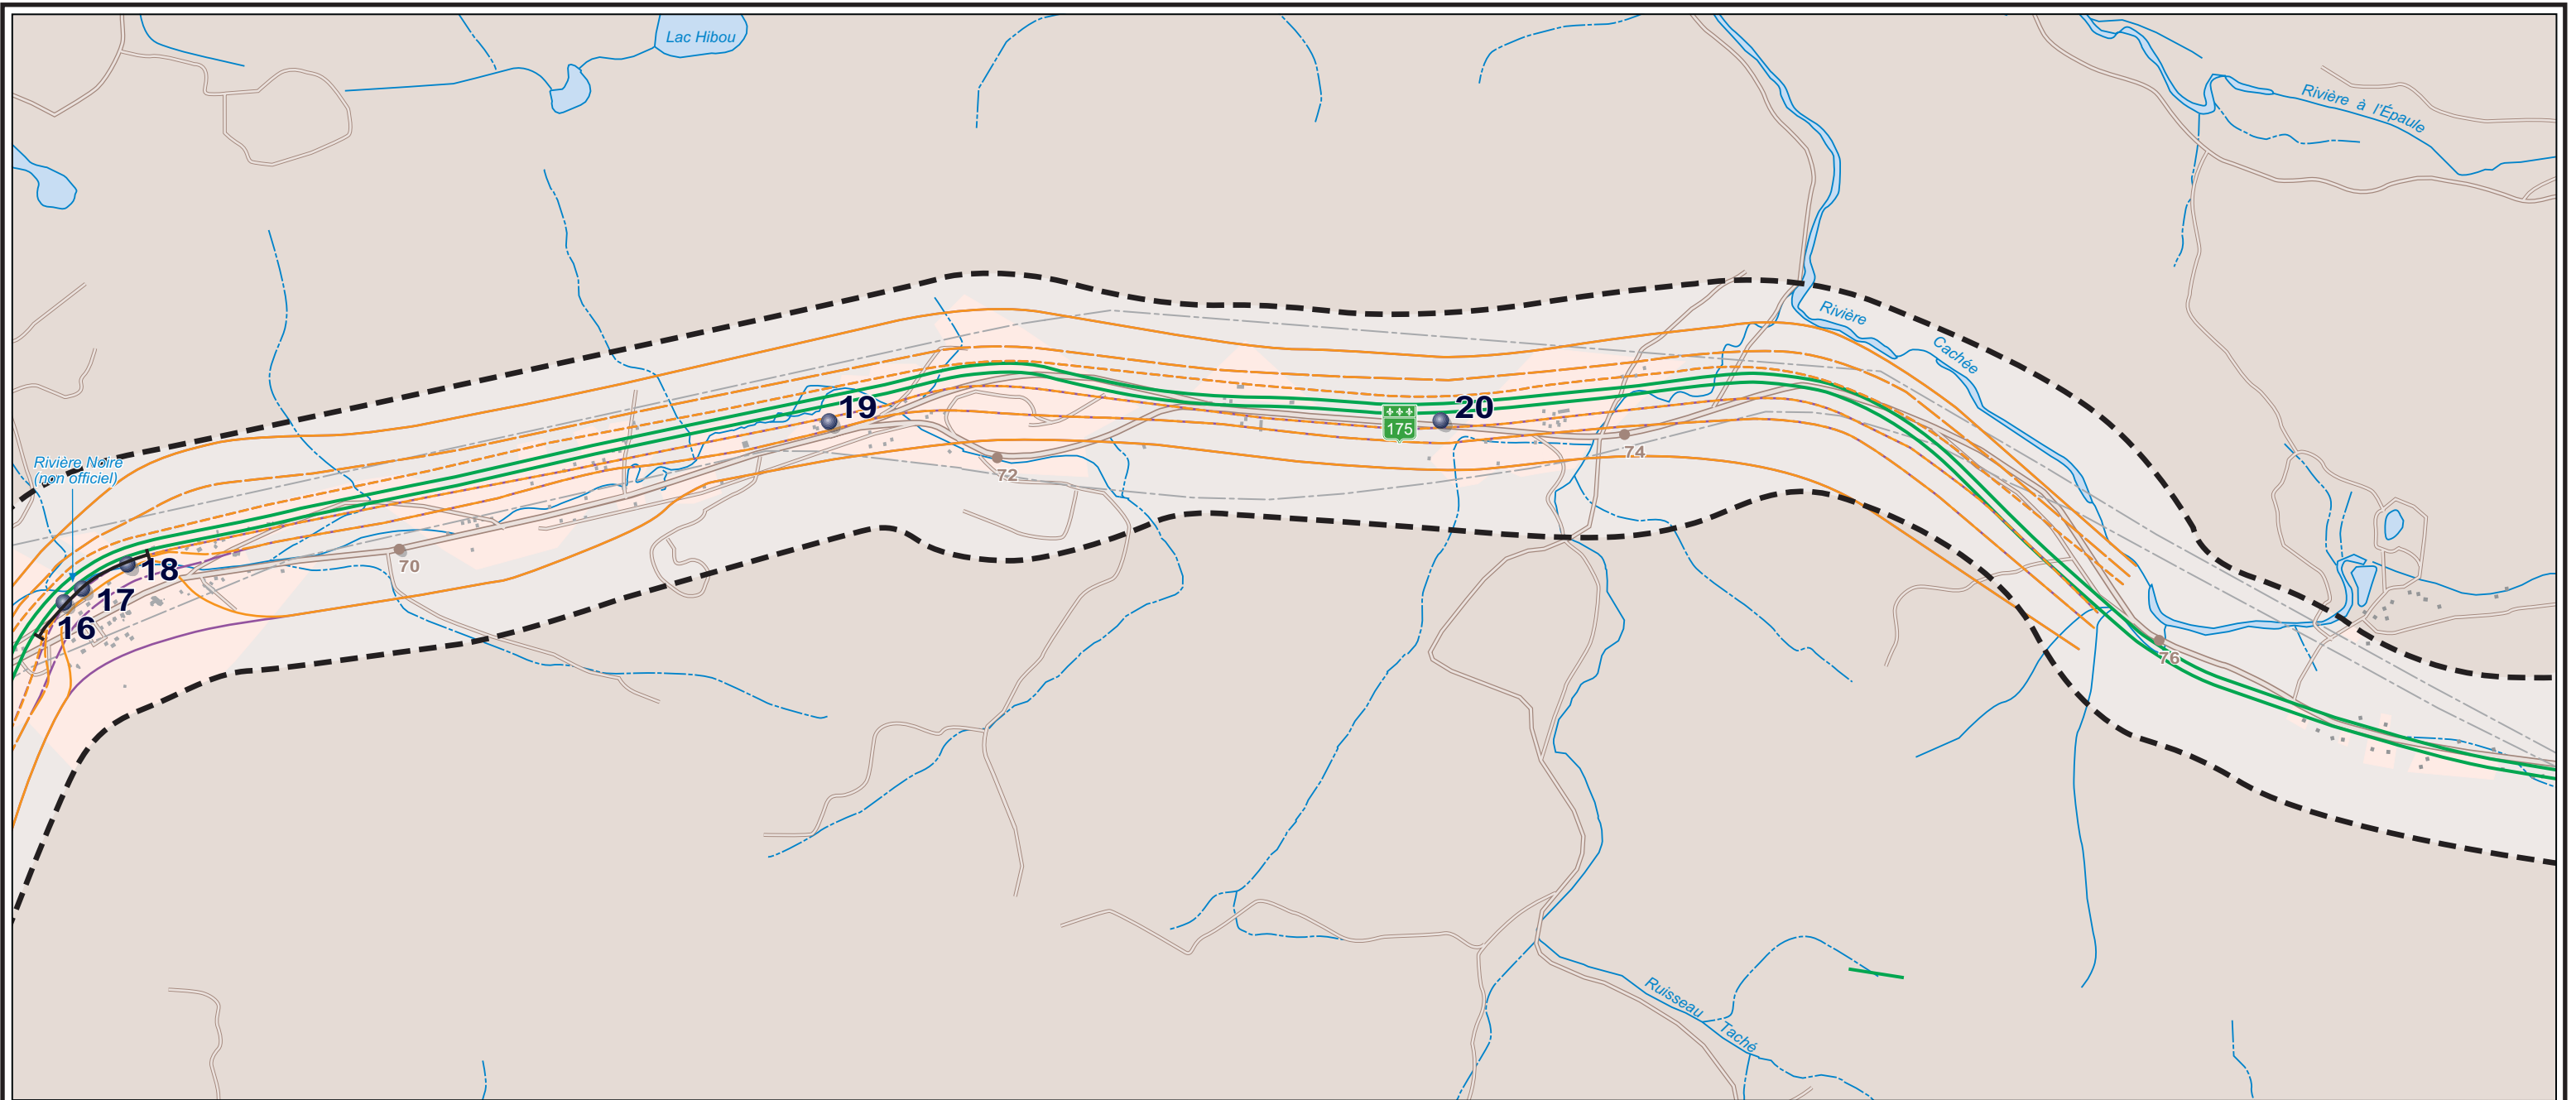 Lac Hibou
Rivière à l'Épaule
Rivière
Cachée
19
20
175
74
72
Rivière Noire
(non officiel)
18
70
17
16
76
Ruisseau Taché